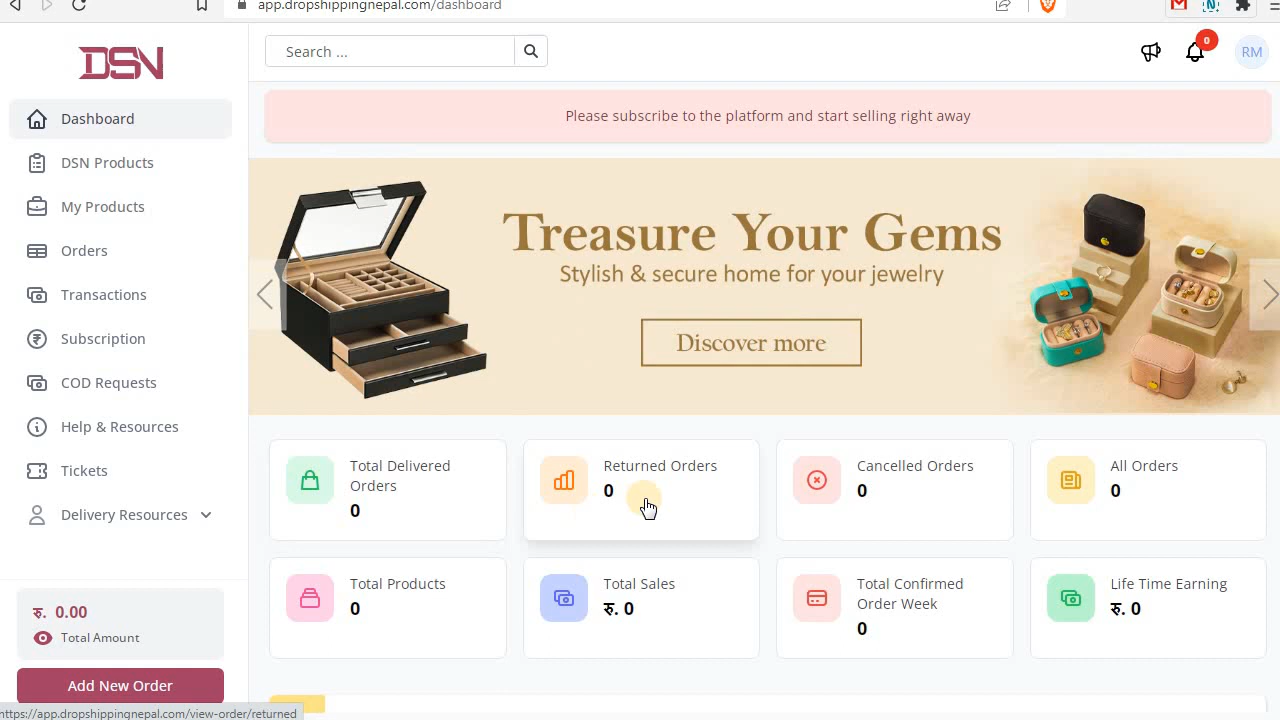 app.dropshippingnepal.com/dashboard
DSN
Search ...
0
RM
Dashboard
DSN Products
My Products
Orders
Transactions
Subscription
COD Requests
Help & Resources
Tickets
Delivery Resources
रु. 0.00
Total Amount
Add New Order
Please subscribe to the platform and start selling right away
Treasure Your Gems
Stylish & secure home for your jewelry
Discover more
Total Delivered
Orders
0
Returned Orders
0
Cancelled Orders
0
All Orders
0
Total Products
0
Total Sales
रु. 0
Total Confirmed
Order Week
0
Life Time Earning
रु. 0
https://app.dropshippingnepal.com/view-order/returned